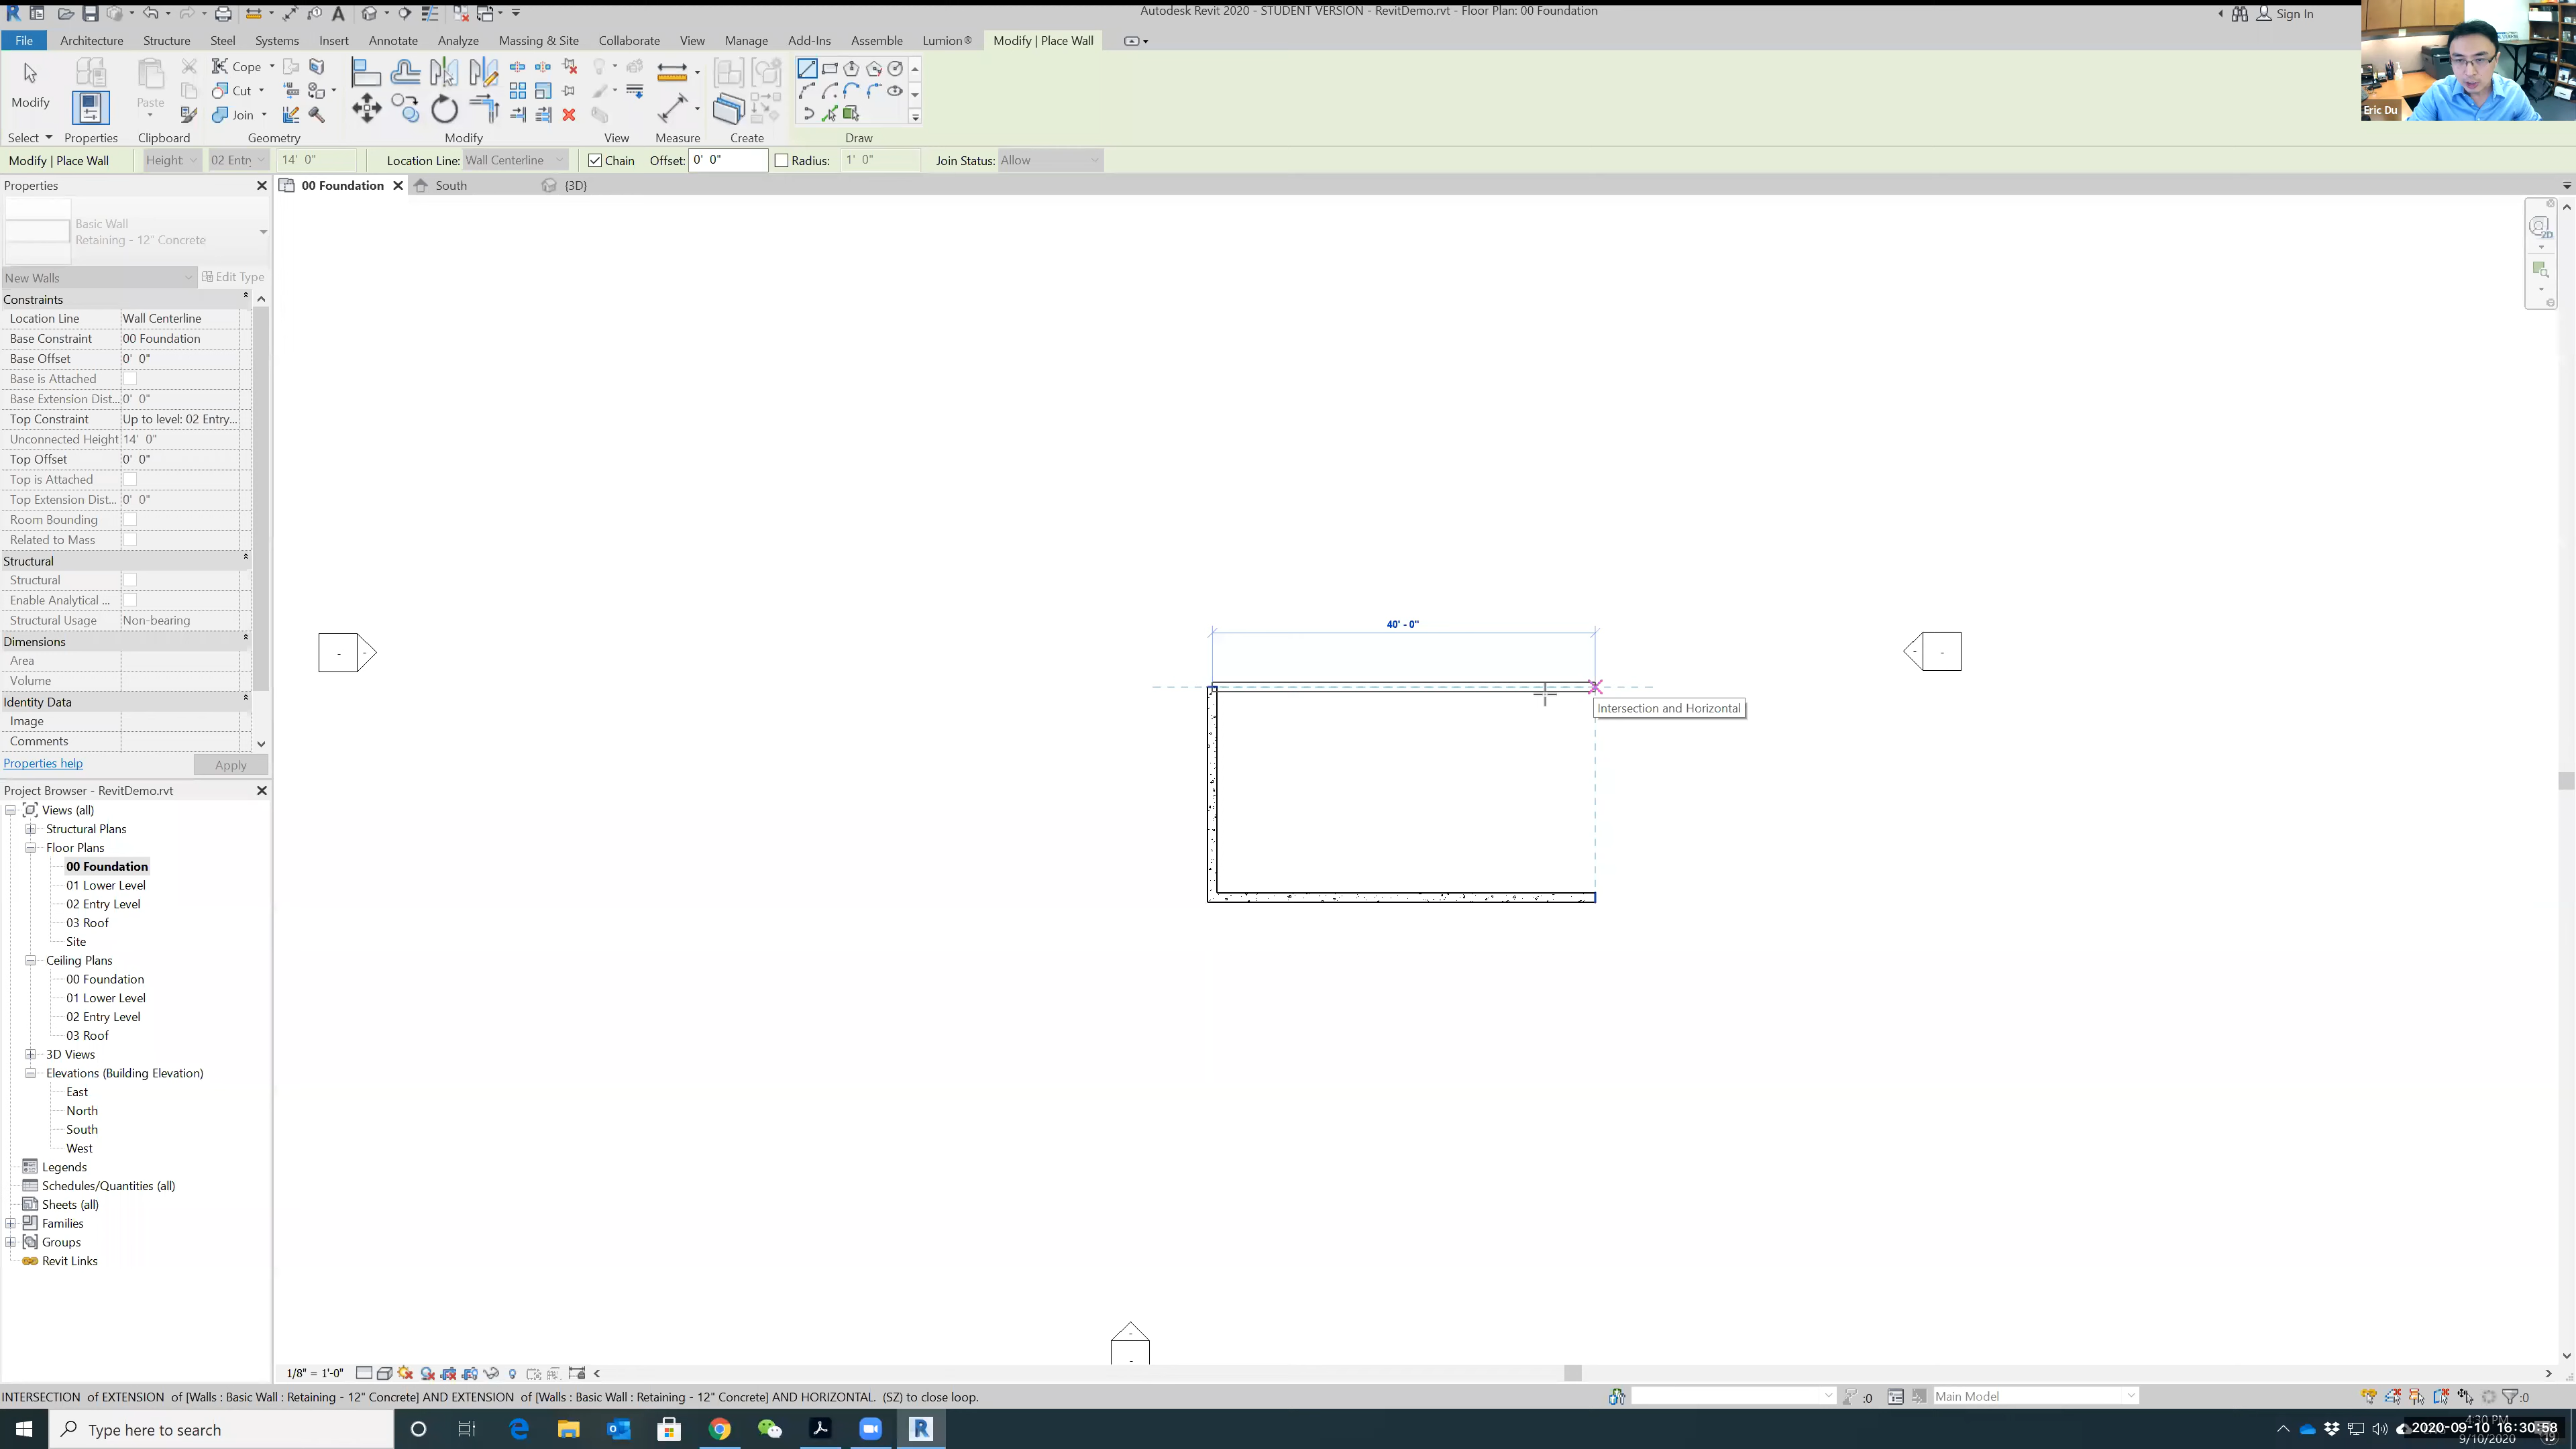 Autodesk Revit 2020 - STUDENT VERSION - RevitDemo.rvt - Floor Plan: 00 Foundation
Sign In
File Architecture Structure Steel Systems Insert Annotate Analyze Massing & Site Collaborate View Manage Add-Ins Assemble Lumion® Modify | Place Wall
Eric Du
Modify
Paste
Cope
Cut
Join
Select Properties Clipboard Geometry Modify View Measure Create Draw
Modify | Place Wall Height: 02 Entr 14' 0" Location Line: Wall Centerline Chain Offset: 0' 0" Radius: 1' 0" Join Status: Allow
Properties
00 Foundation South {3D}
2D
Basic Wall
Retaining - 12" Concrete
New Walls Edit Type
Constraints
Location Line Wall Centerline
Base Constraint 00 Foundation
Base Offset 0' 0"
Base is Attached
Base Extension Dist... 0' 0"
Top Constraint Up to level: 02 Entry...
Unconnected Height 14' 0"
Top Offset 0' 0"
Top is Attached
Top Extension Dist... 0' 0"
Room Bounding
Related to Mass
Structural
Structural
Enable Analytical ...
Structural Usage Non-bearing
Dimensions
Area
Volume
Identity Data
Image
Comments
Properties help Apply
40' - 0"
Intersection and Horizontal
Project Browser - RevitDemo.rvt
Views (all)
Structural Plans
Floor Plans
00 Foundation
01 Lower Level
02 Entry Level
03 Roof
Site
Ceiling Plans
00 Foundation
01 Lower Level
02 Entry Level
03 Roof
3D Views
Elevations (Building Elevation)
East
North
South
West
Legends
Schedules/Quantities (all)
Sheets (all)
Families
Groups
Revit Links
1/8" = 1'-0"
INTERSECTION of EXTENSION of [Walls : Basic Wall : Retaining - 12" Concrete] AND EXTENSION of [Walls : Basic Wall : Retaining - 12" Concrete] AND HORIZONTAL. (SZ) to close loop.
:0 Main Model :0
Type here to search
4:30 PM
2020-09-10 16:30:58
9/10/2020